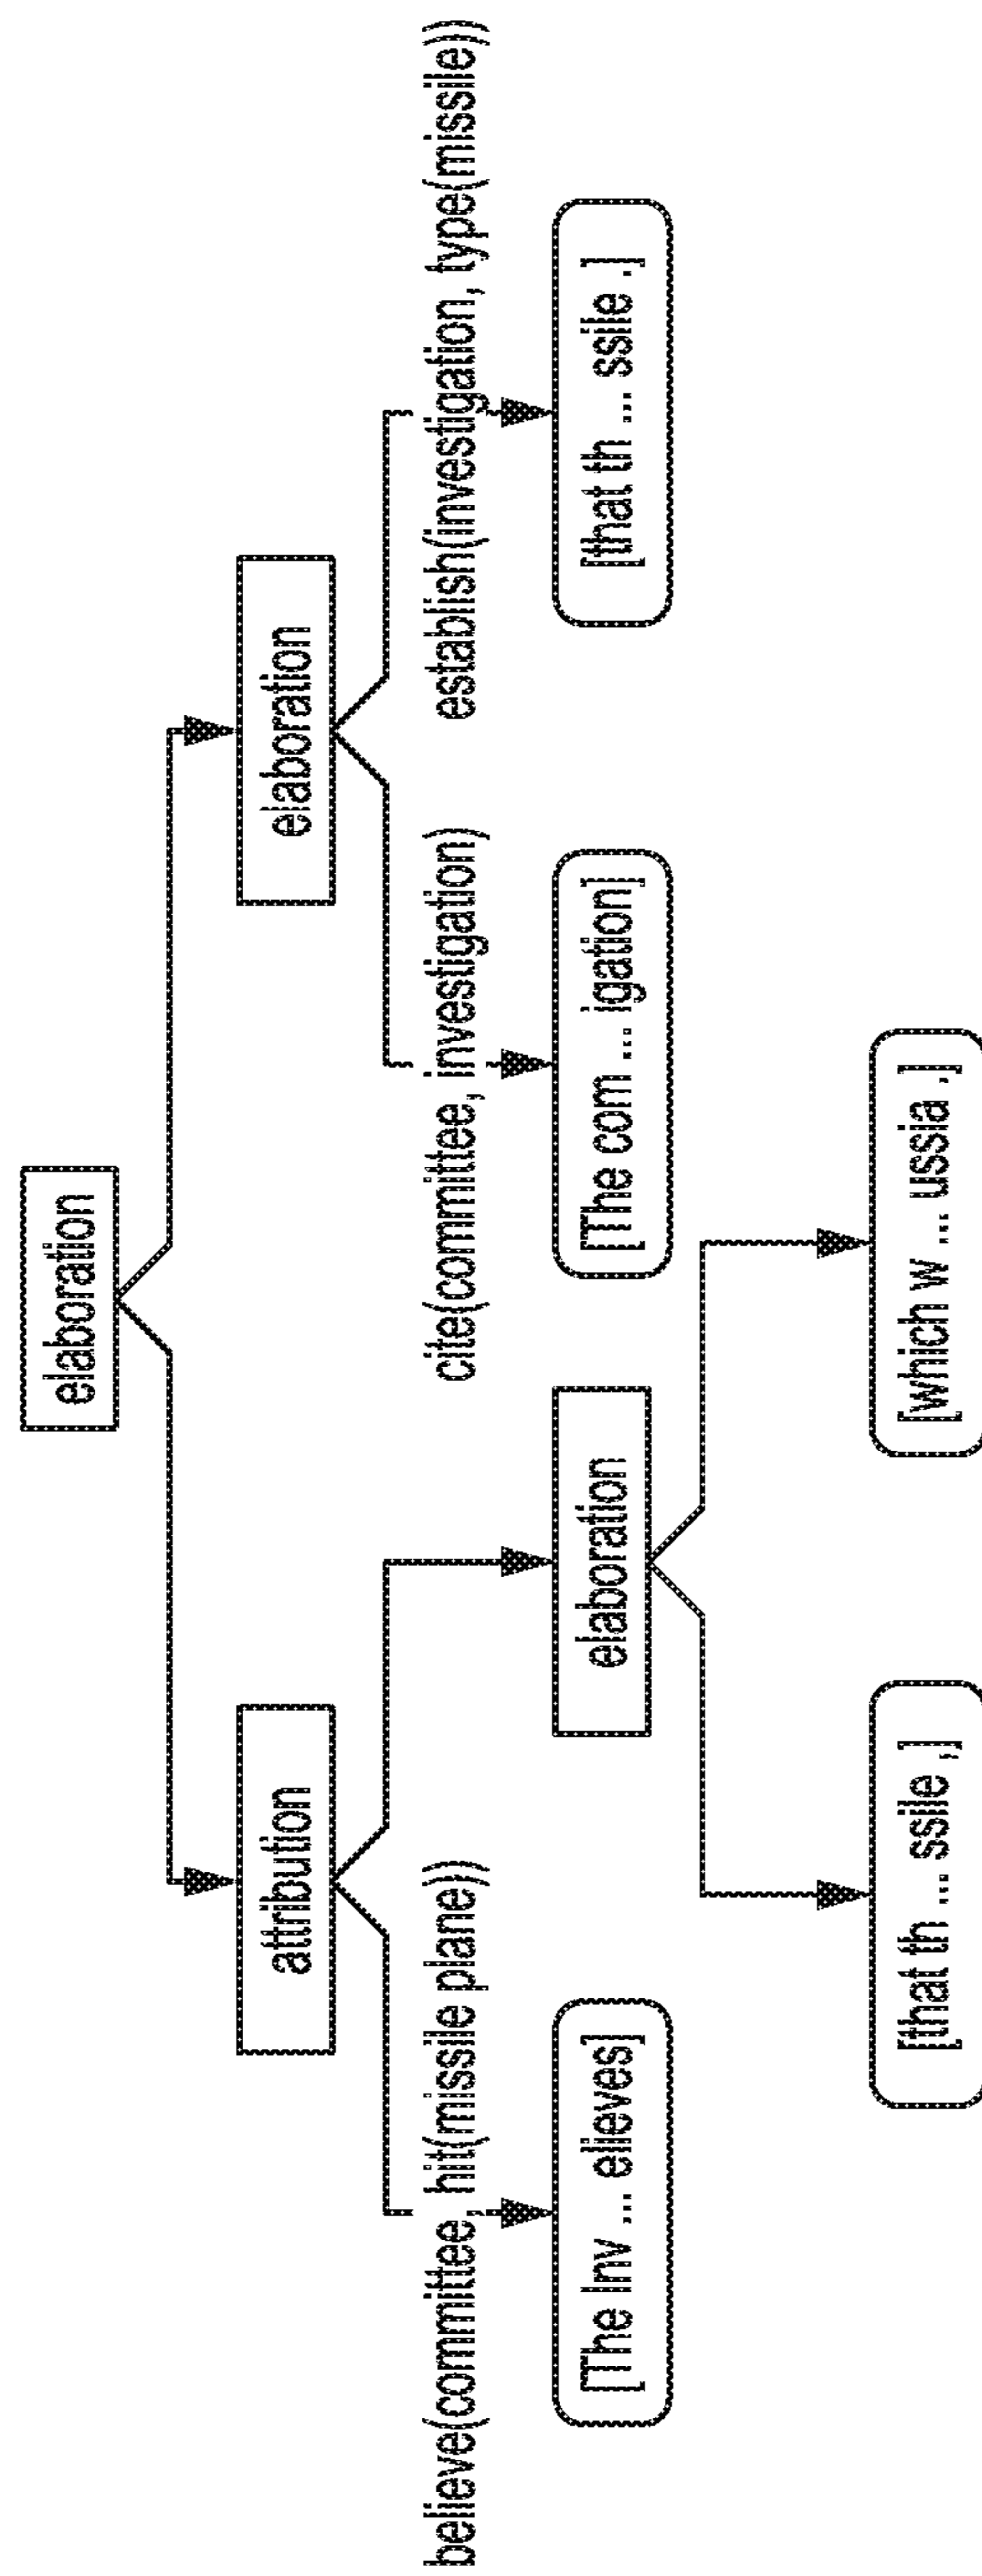 elaboration
attribution
elaboration
believe(committee, hit(missile plane))
cite(committee, investigation)
establish(investigation, type(missile))
[The Inv ... elieves]
elaboration
[The com ... igation]
[that th ... ssile .]
[that th ... ssile ,]
[which w ... ussia .]